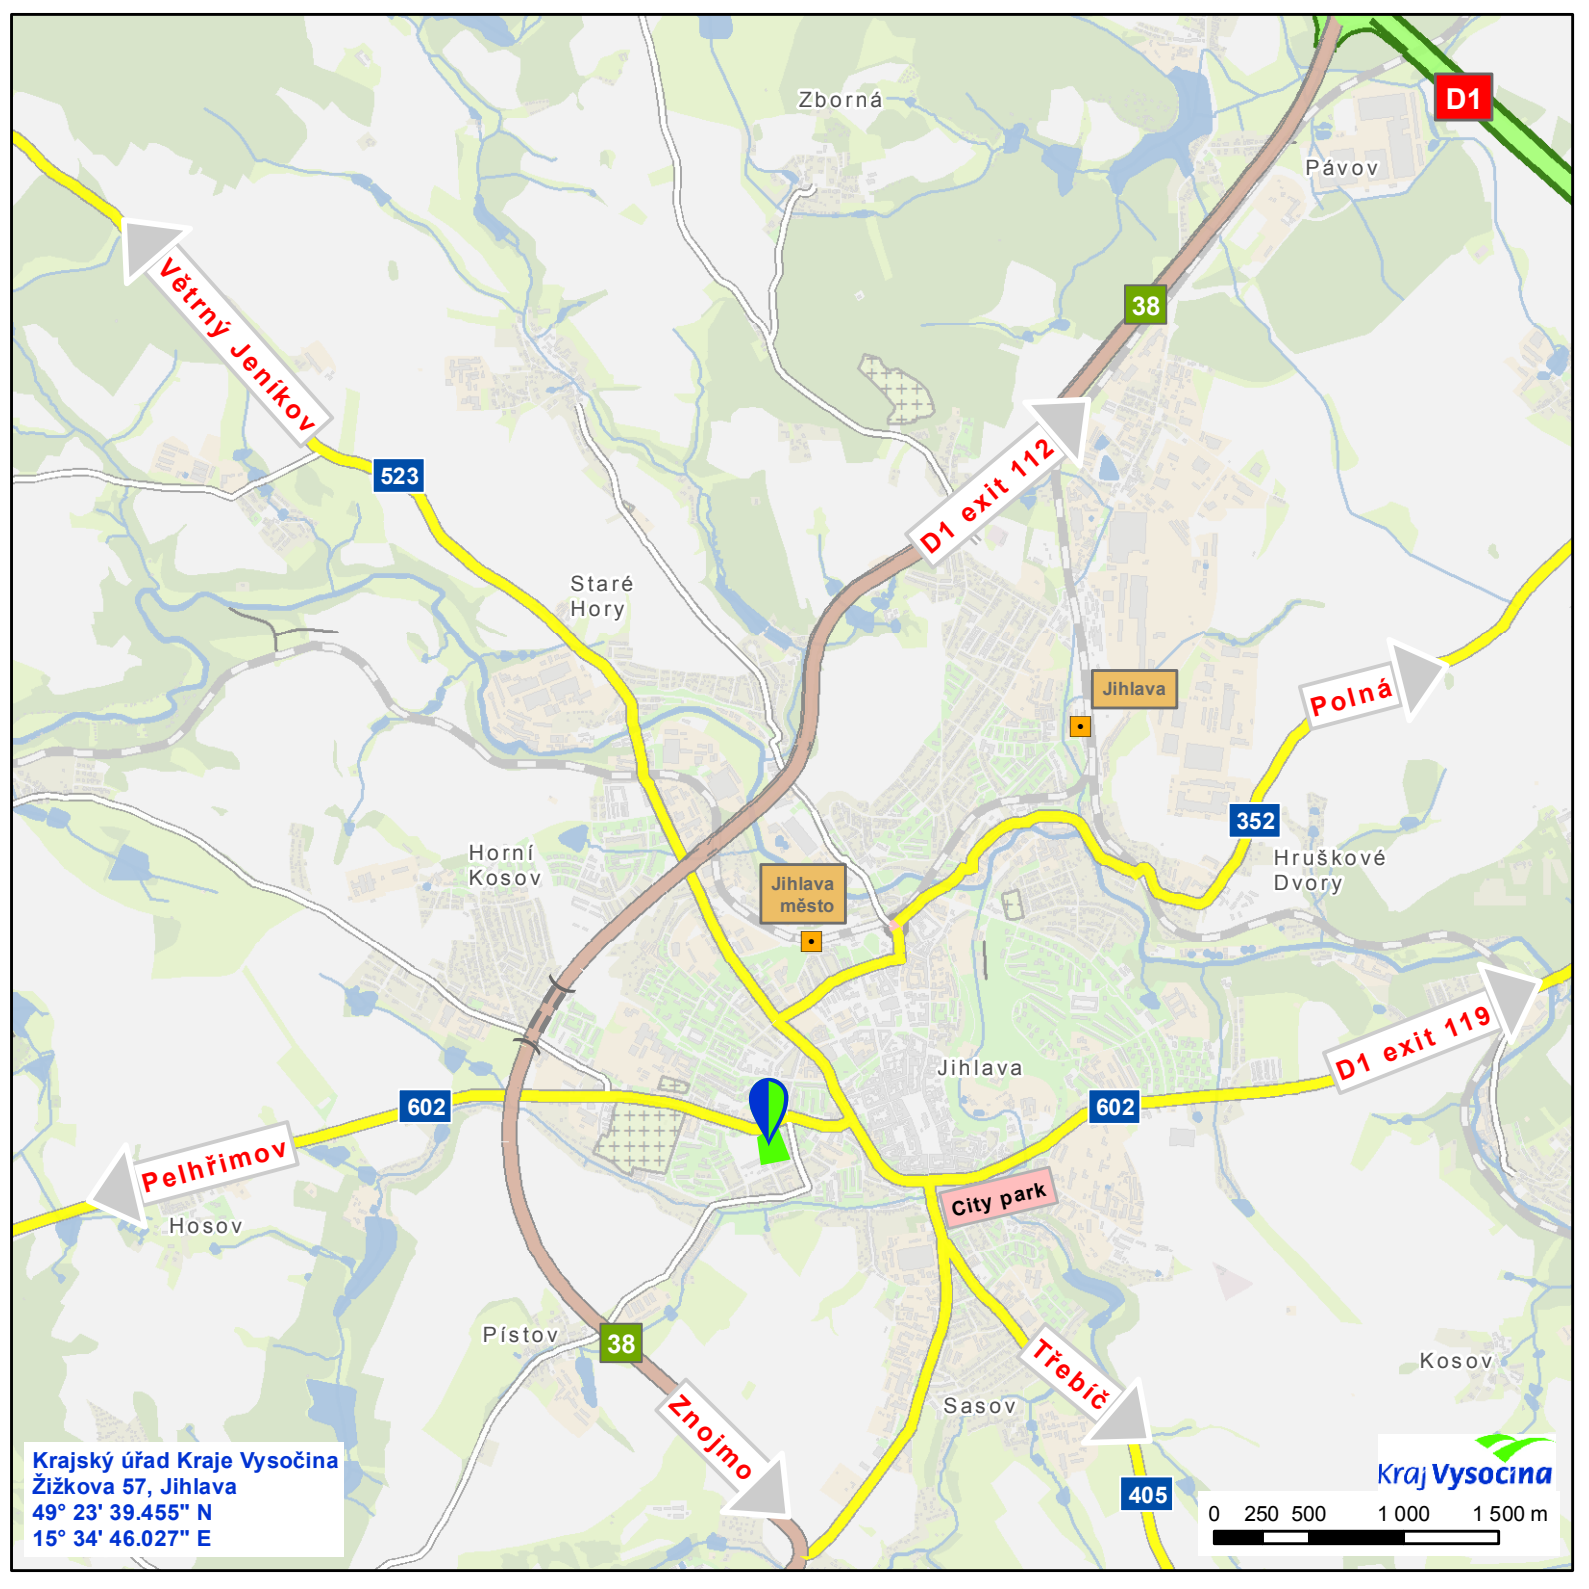 Zborná
D1
Pávov
Větrný Jeníkov
38
D1 exit 112
523
Staré
Hory
Jihlava
Polná
352
Horní
Kosov
Jihlava
město
Hruškové
Dvory
D1 exit 119
Jihlava
602
602
Pelhřimov
City park
Hosov
Pístov
38
Třebíč
Kosov
Znojmo
Sasov
Krajský úřad Kraje Vysočina
Žižkova 57, Jihlava
49° 23' 39.455" N
15° 34' 46.027" E
405
Kraj Vysočina
0 250 500 1 000 1 500 m